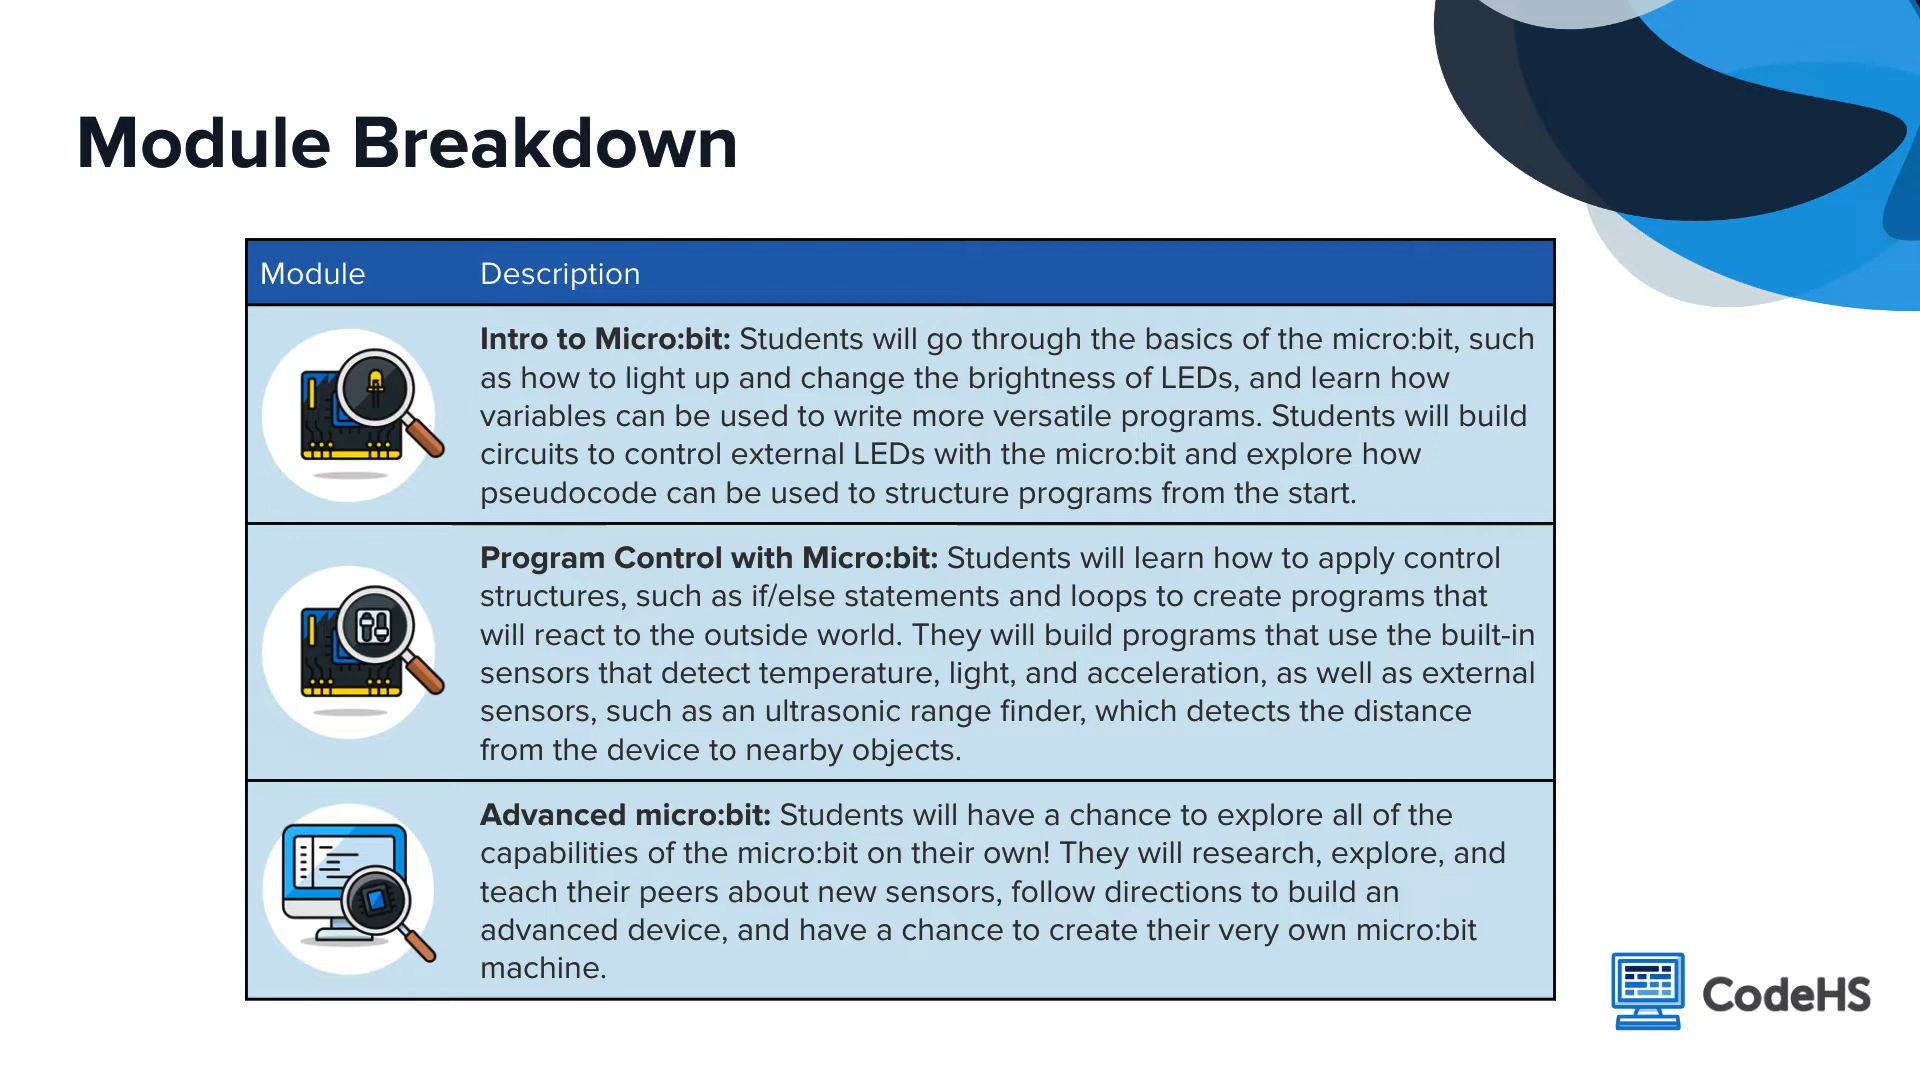 Module Breakdown
Module Description
Intro to Micro:bit: Students will go through the basics of the micro:bit, such
as how to light up and change the brightness of LEDs, and learn how
variables can be used to write more versatile programs. Students will build
circuits to control external LEDs with the micro:bit and explore how
pseudocode can be used to structure programs from the start.
Program Control with Micro:bit: Students will learn how to apply control
structures, such as if/else statements and loops to create programs that
will react to the outside world. They will build programs that use the built-in
sensors that detect temperature, light, and acceleration, as well as external
sensors, such as an ultrasonic range finder, which detects the distance
from the device to nearby objects.
Advanced micro:bit: Students will have a chance to explore all of the
capabilities of the micro:bit on their own! They will research, explore, and
teach their peers about new sensors, follow directions to build an
advanced device, and have a chance to create their very own micro:bit
machine.
CodeHS